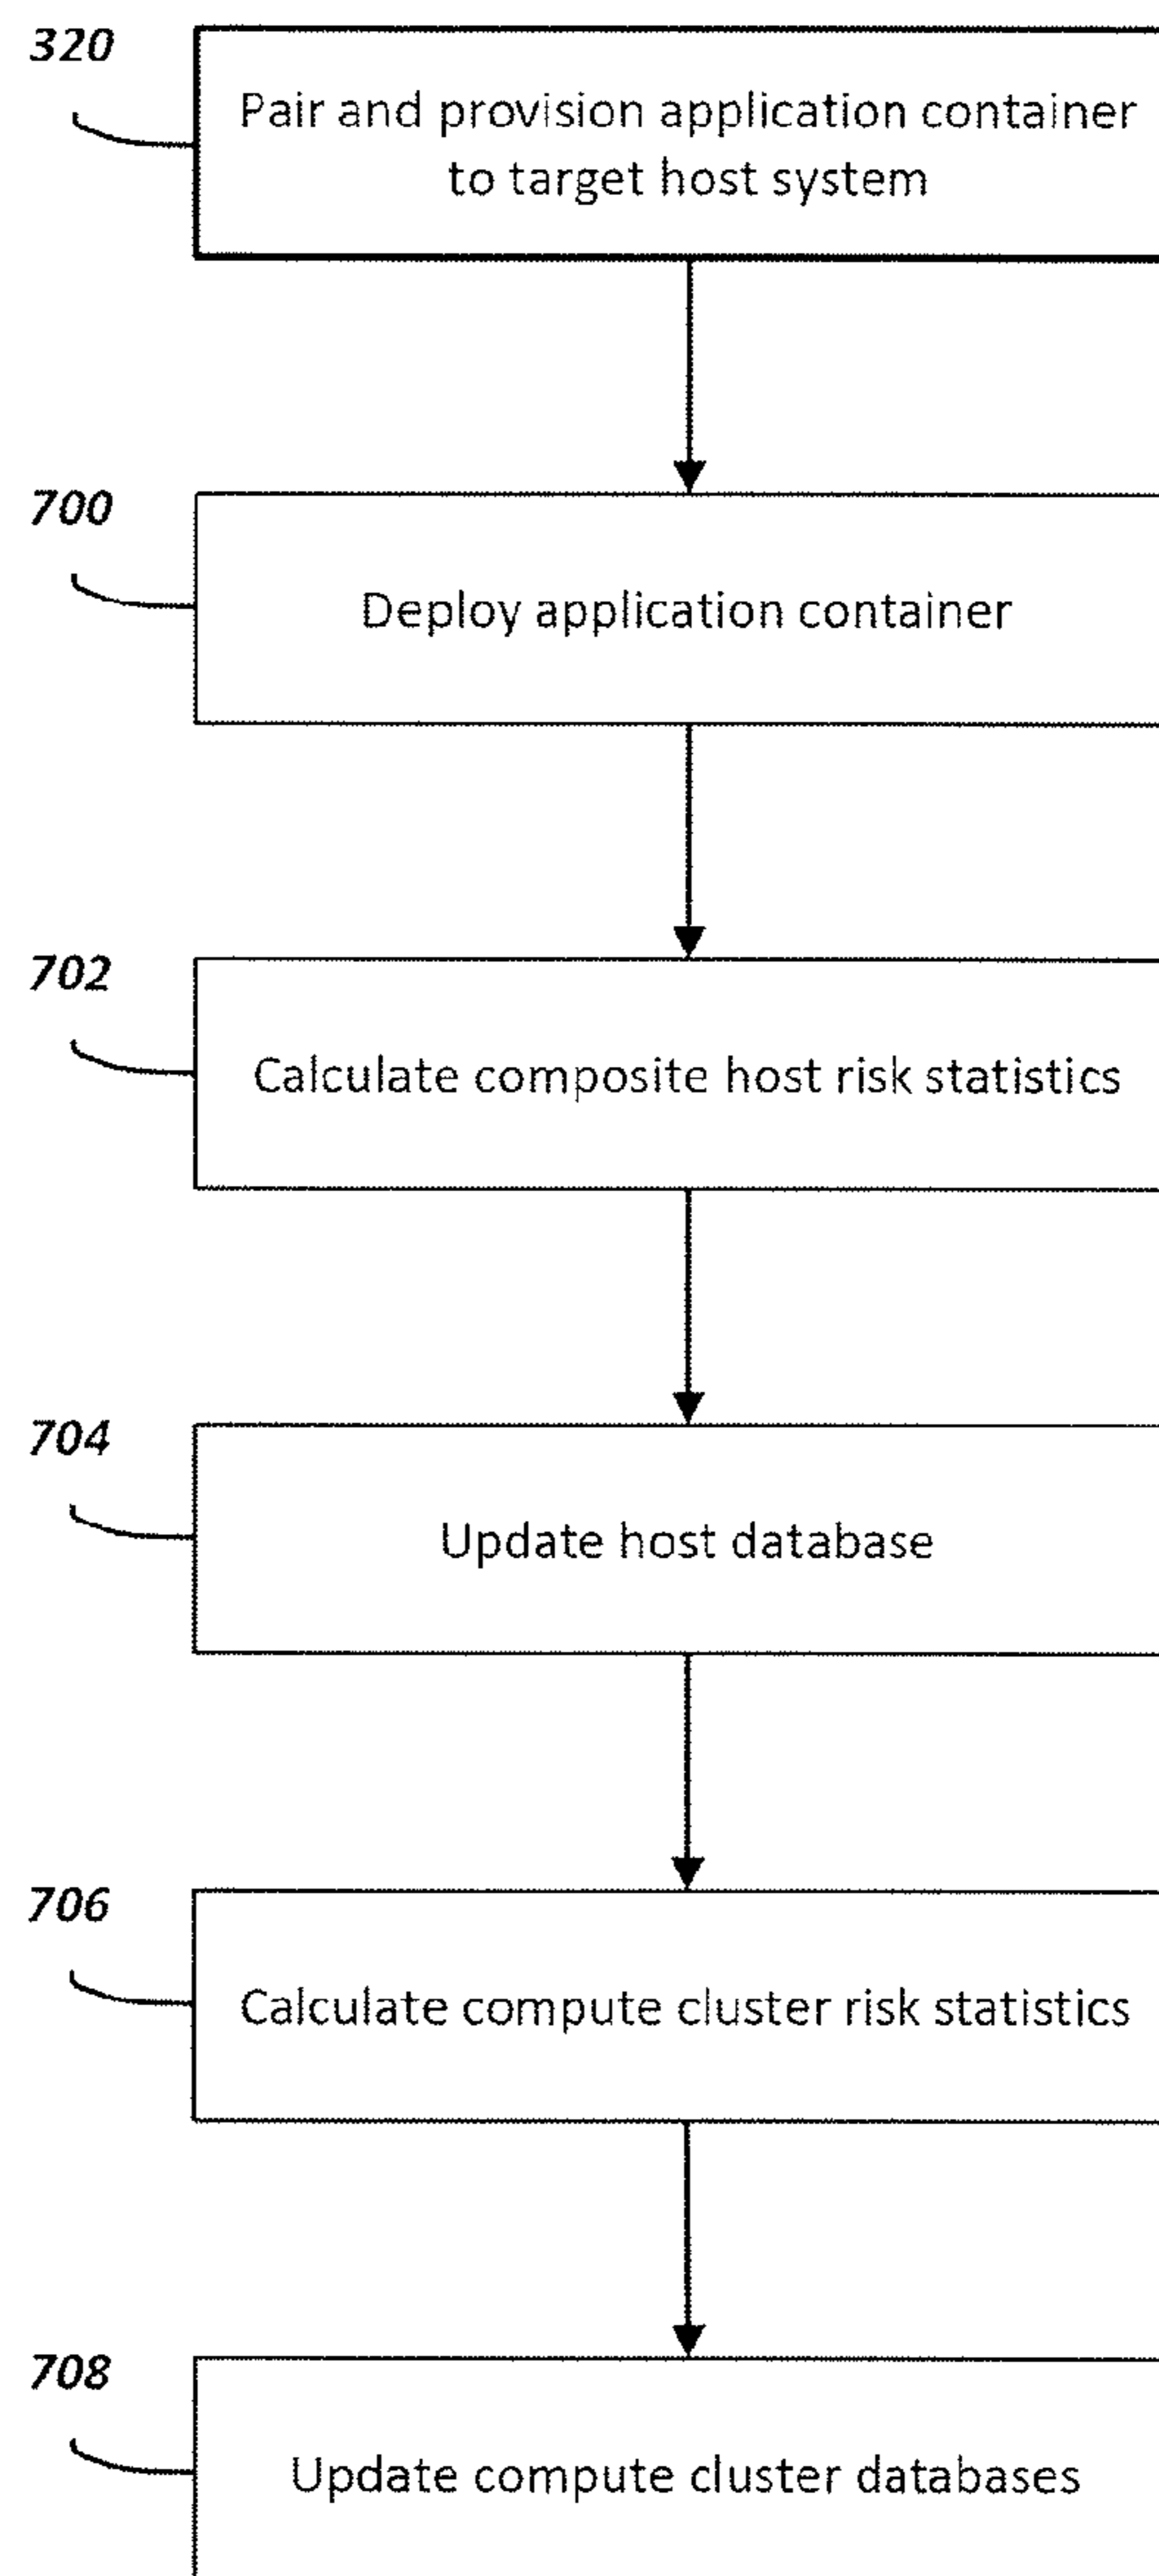 320
Pair and provision application container
to target host system
700
Deploy application container
702
Calculate composite host risk statistics
704
Update host database
706
Calculate compute cluster risk statistics
708
Update compute cluster databases